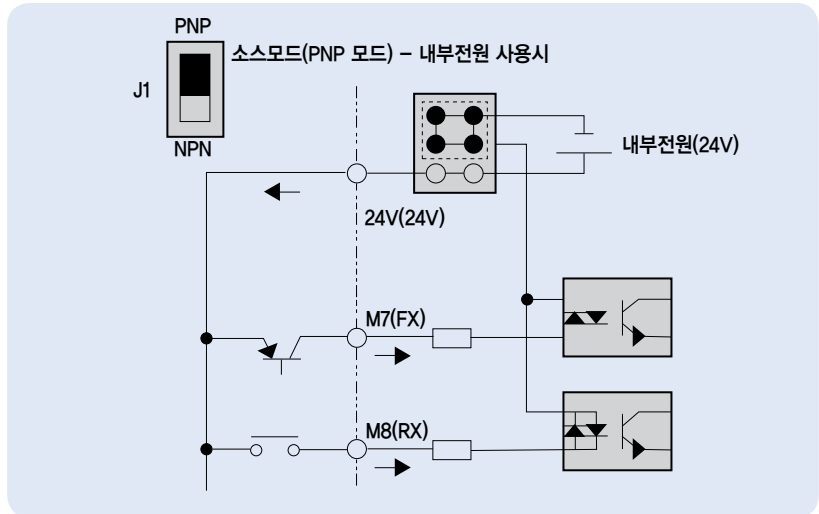 PNP
소스모드(PNP 모드) – 내부전원 사용시
J1
NPN
내부전원(24V)
24V(24V)
M7(FX)
M8(RX)